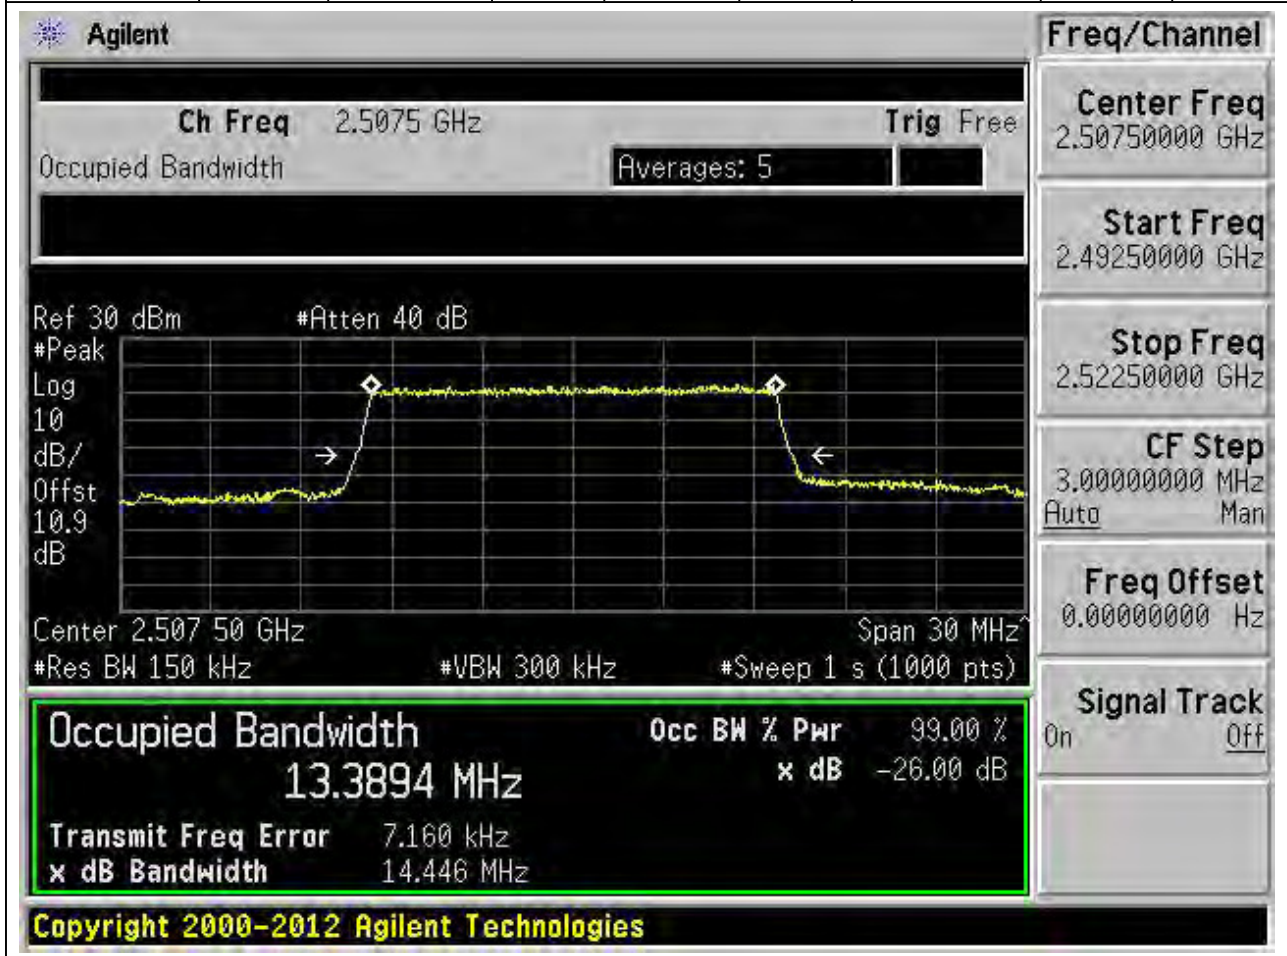 Agilent
Freq/Channel
Ch Freq 2.5075 GHz Trig Free
Occupied Bandwidth Averages: 5
Center Freq
2.50750000 GHz
Start Freq
2.49250000 GHz
Stop Freq
2.52250000 GHz
CF Step
3.00000000 MHz
Auto Man
Freq Offset
0.00000000 Hz
Signal Track
On Off
Ref 30 dBm #Atten 40 dB
#Peak
Log
10
dB/
Offst
10.9
dB
Center 2.507 50 GHz Span 30 MHz^
#Res BW 150 kHz #VBW 300 kHz #Sweep 1 s (1000 pts)
Occupied Bandwidth Occ BW % Pwr 99.00 %
13.3894 MHz x dB -26.00 dB
Transmit Freq Error 7.160 kHz
x dB Bandwidth 14.446 MHz
Copyright 2000-2012 Agilent Technologies